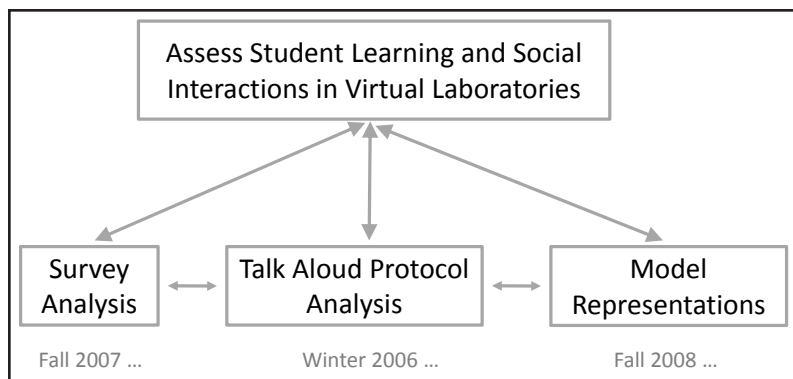 Assess Student Learning and Social
Interactions in Virtual Laboratories
Survey
Analysis
Talk Aloud Protocol
Analysis
Model
Representations
Fall 2007 ...
Winter 2006 ...
Fall 2008 ...